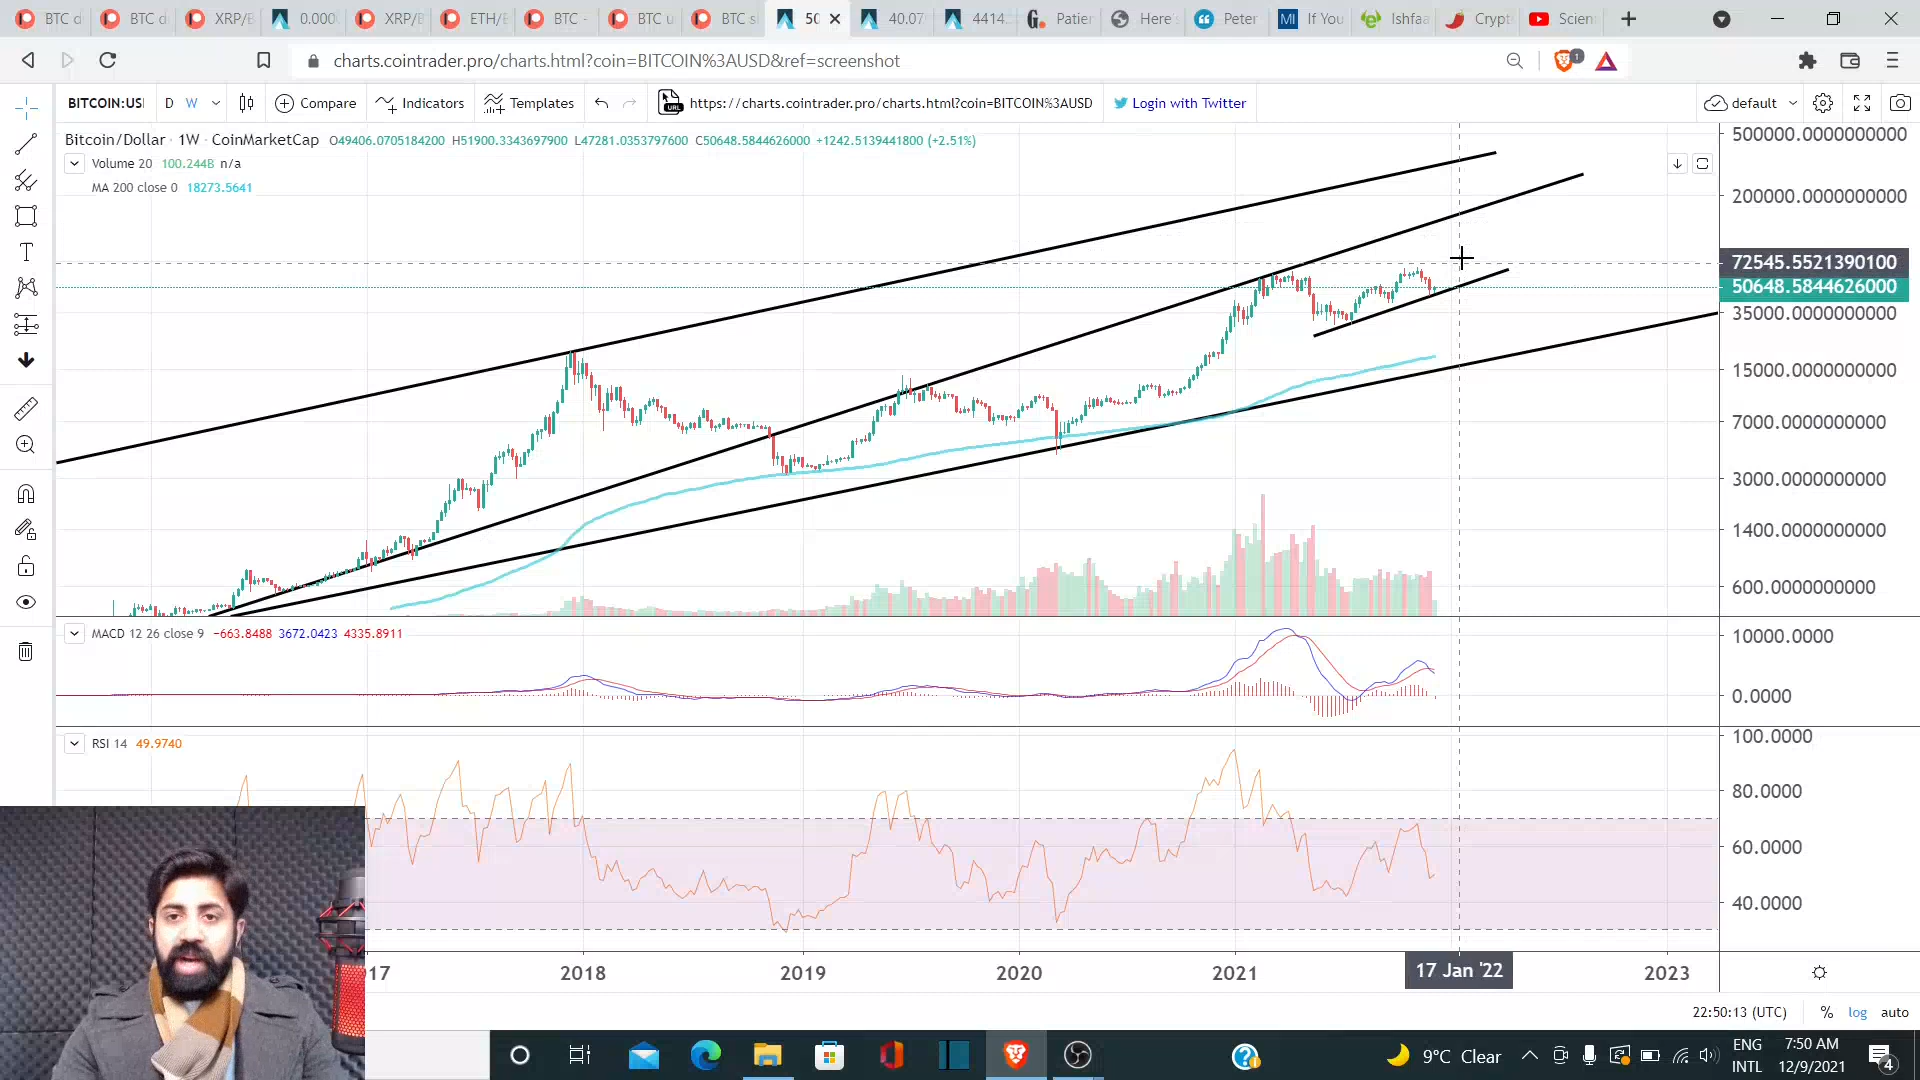 BTC d
BTC d
XRP/B
0.000
XRP/B
ETH/B
BTC -
BTC u
BTC s
50
40.07
4414.
Patier
Here
Peter
If You
Ishfaa
Crypt
Scien
charts.cointrader.pro/charts.html?coin=BITCOIN%3AUSD&ref=screenshot
1
BITCOIN:USI D W Compare Indicators Templates URL https://charts.cointrader.pro/charts.html?coin=BITCOIN%3AUSD Login with Twitter default
Bitcoin/Dollar · 1W · CoinMarketCap O49406.0705184200 H51900.3343697900 L47281.0353797600 C50648.5844626000 +1242.5139441800 (+2.51%)
Volume 20 100.244B n/a
MA 200 close 0 18273.5641
500000.0000000000
200000.0000000000
72545.5521390100
50648.5844626000
35000.0000000000
15000.0000000000
7000.0000000000
3000.0000000000
1400.0000000000
600.0000000000
MACD 12 26 close 9 −663.8488 3672.0423 4335.8911
10000.0000
0.0000
RSI 14 49.9740
100.0000
80.0000
60.0000
40.0000
17 2018 2019 2020 2021 17 Jan '22 2023
22:50:13 (UTC) % log auto
9°C Clear
ENG
INTL
7:50 AM
12/9/2021
4